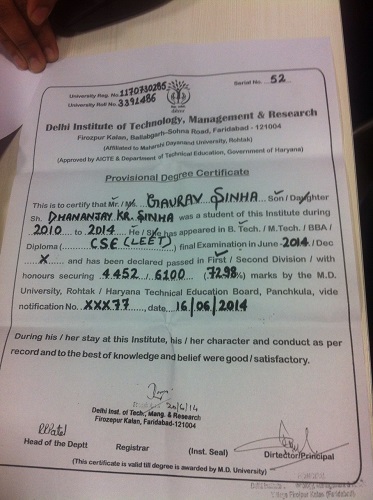 University Reg. No. 1170730285
University Roll No. 3391486
Serial No. 52
Delhi Institute of Technology, Management & Research
Firozpur Kalan, Ballabgarh-Sohna Road, Faridabad - 121004
(Affiliated to Maharshi Dayanand University, Rohtak)
(Approved by AICTE & Department of Technical Education, Government of Haryana)
Provisional Degree Certificate
This is to certify that Mr. / Ms. GAURAV SINHA Son / Daughter
Sh. DHANANJAY KR. SINHA was a student of this Institute during
2010 to 2014 He / She has appeared in B. Tech. / M.Tech. / BBA /
Diploma ( CSE (LEET) ) final Examination in June 2014 / Dec
X and has been declared passed in First / Second Division / with
honours securing 4452 / 6100 (72.98%) marks by the M.D.
University, Rohtak / Haryana Technical Education Board, Panchkula, vide
notification No. XXX77, date 16/06/2014
During his / her stay at this Institute, his / her character and conduct as per
record and to the best of knowledge and belief were good / satisfactory.
20/6/14
Delhi Inst. of Tech., Mang. & Research
Firozpur Kalan, Faridabad-121004
Head of the Deptt
Registrar
(Inst. Seal)
Dirtector/Principal
(This certificate is valid till degree is awarded by M.D. University)